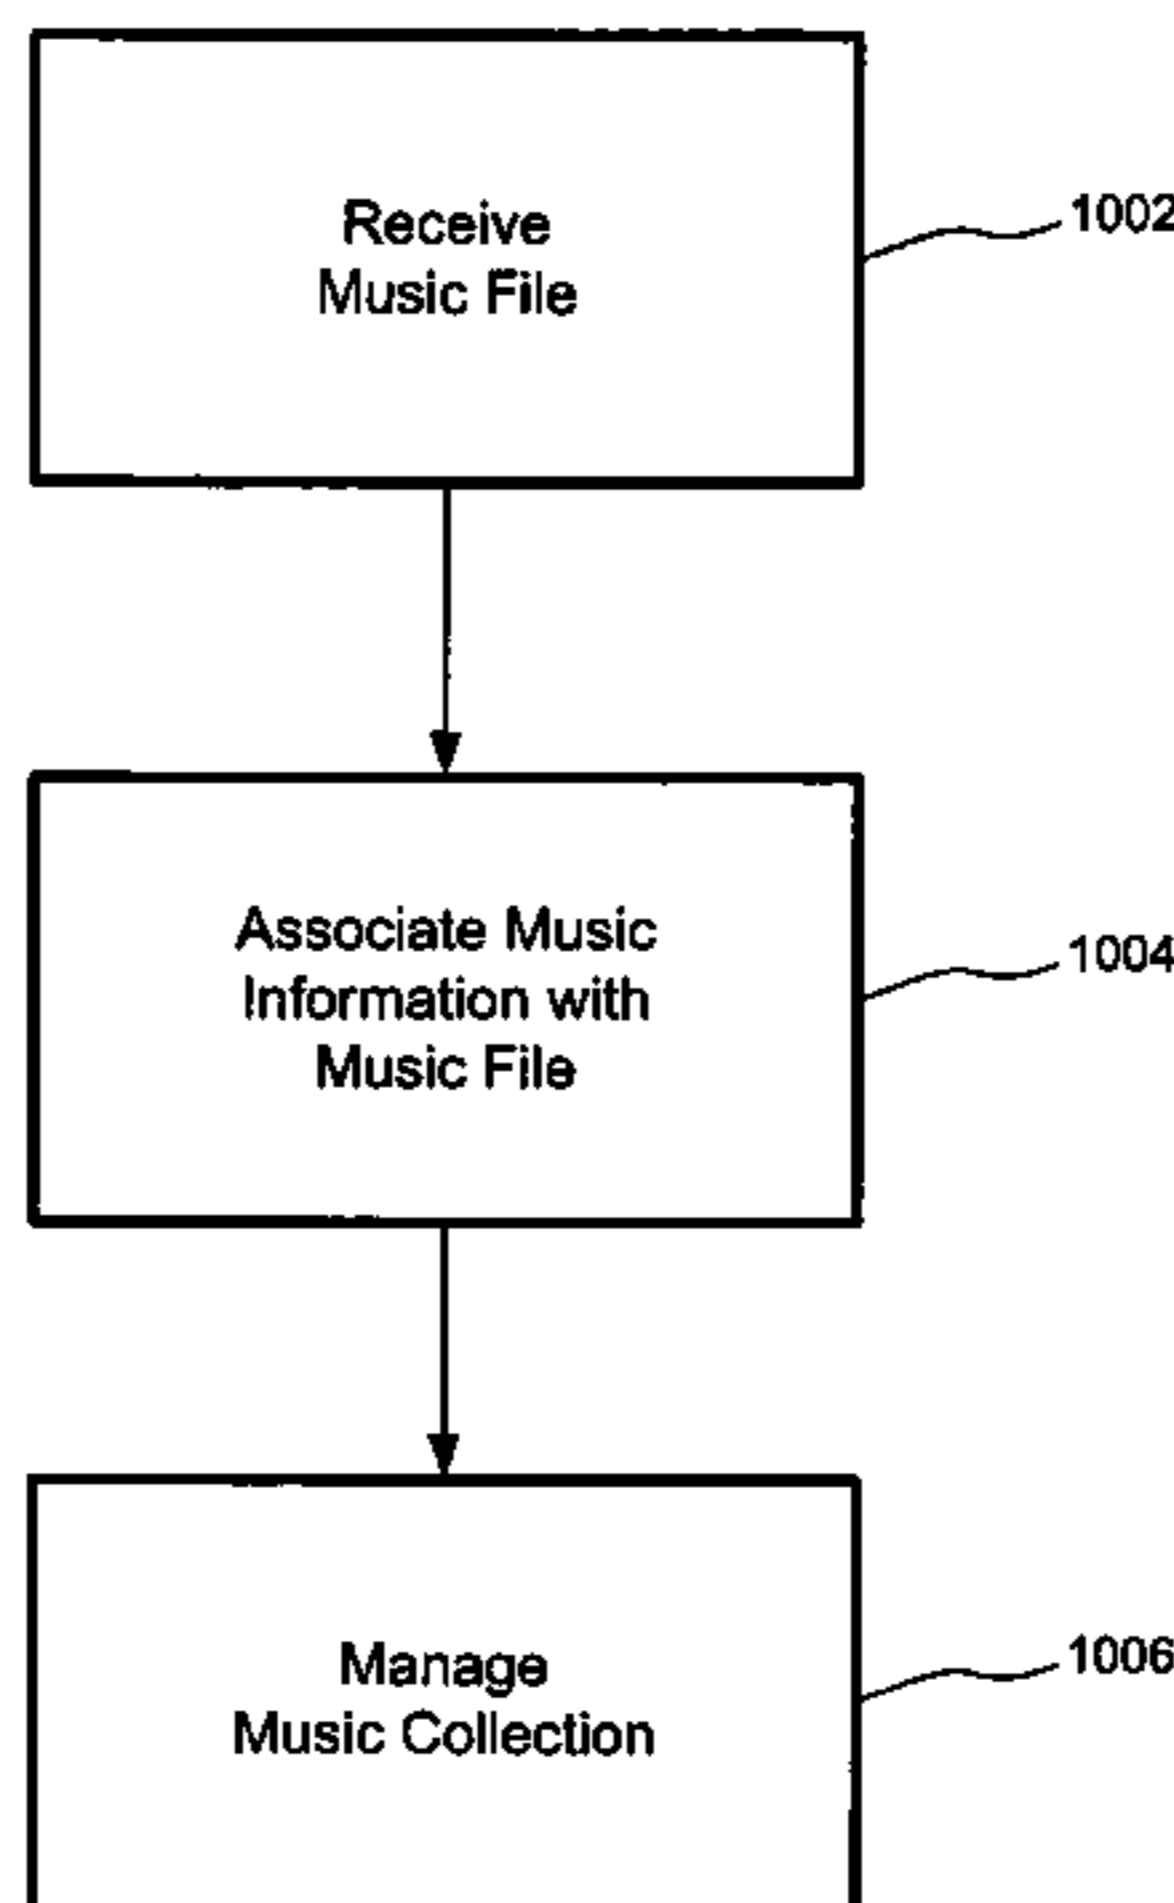 Receive
Music File
1002
Associate Music
Information with
Music File
1004
Manage
Music Collection
1006